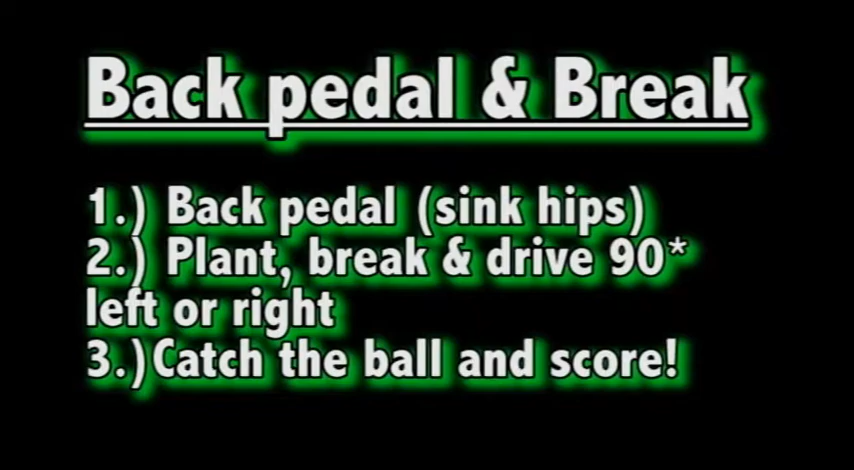 Back pedal & Break
1.) Back pedal (sink hips)
2.) Plant, break & drive 90*
left or right
3.)Catch the ball and score!